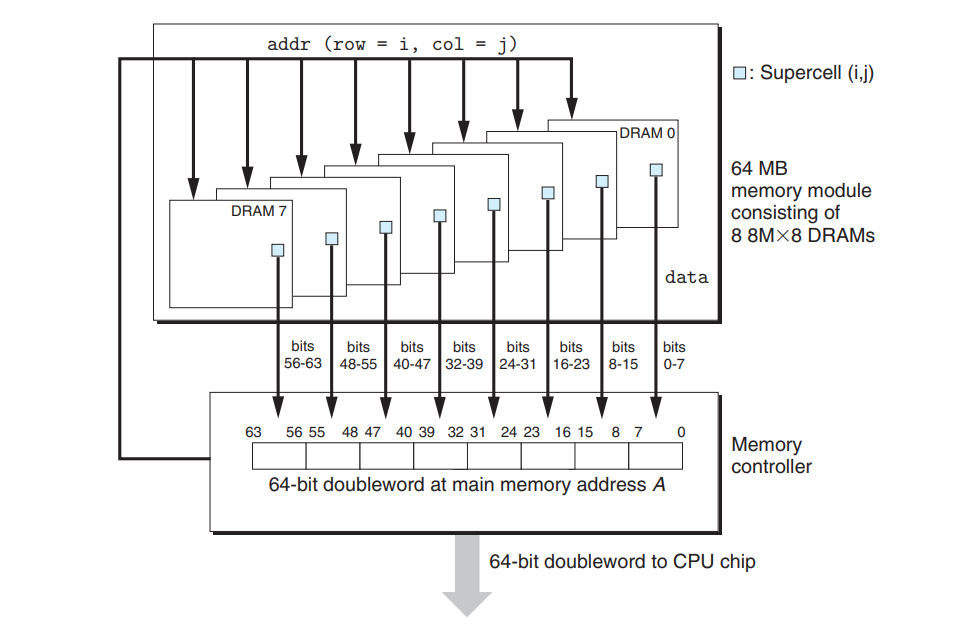 addr (row = i, col = j)
: Supercell (i,j)
DRAM 0
64 MB
memory module
consisting of
8 8M×8 DRAMs
DRAM 7
data
bits
56-63
bits
48-55
bits
40-47
bits
32-39
bits
24-31
bits
16-23
bits
8-15
bits
0-7
63 56 55 48 47 40 39 32 31 24 23 16 15 8 7 0
64-bit doubleword at main memory address A
Memory
controller
64-bit doubleword to CPU chip